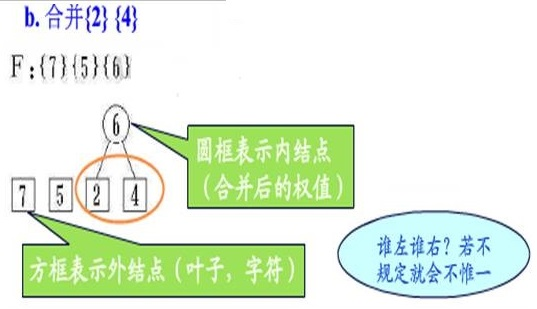 b. 合并{2} {4}
F:{7}{5}{6}
6
圆框表示内结点
（合并后的权值）
7 5 2 4
方框表示外结点（叶子，字符）
谁左谁右？若不
规定就会不惟一